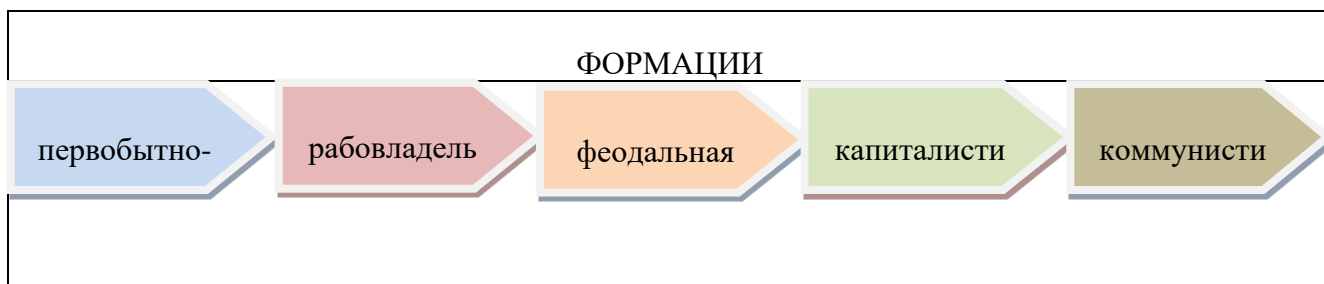 ФОРМАЦИИ
первобытно-
рабовладель
феодальная
капиталисти
коммунисти